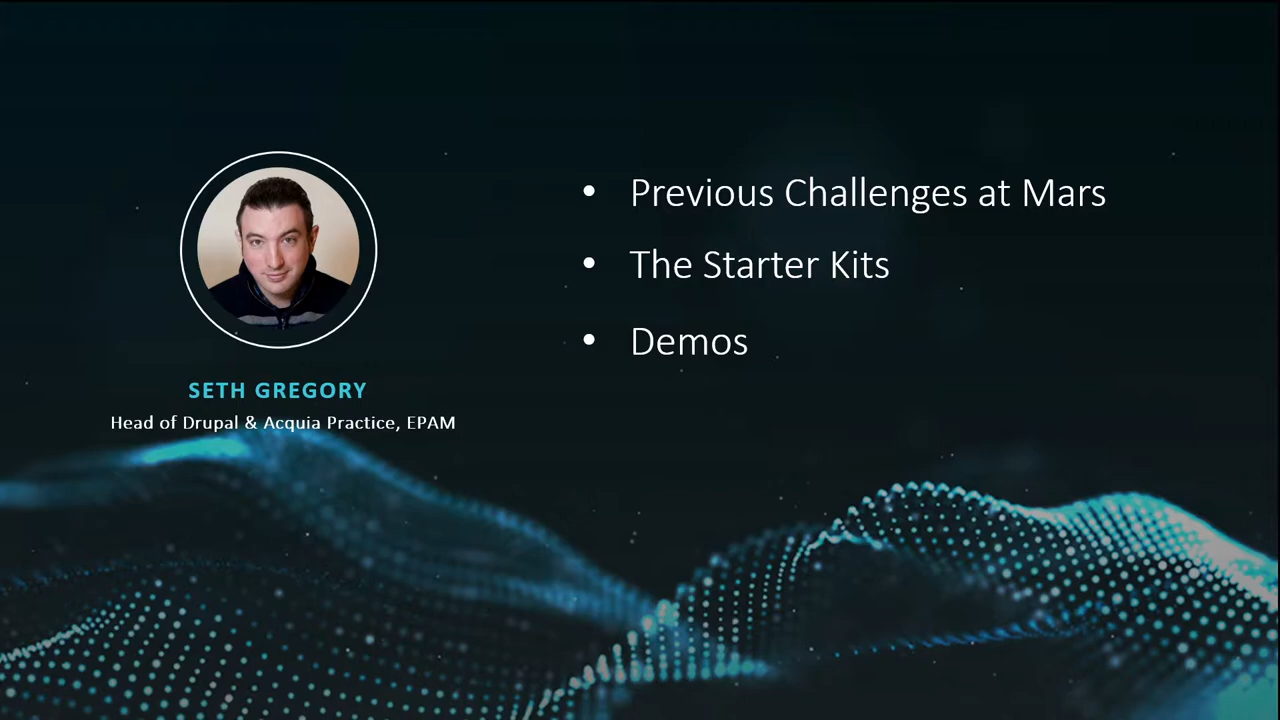 SETH GREGORY
Head of Drupal & Acquia Practice, EPAM
• Previous Challenges at Mars
• The Starter Kits
• Demos